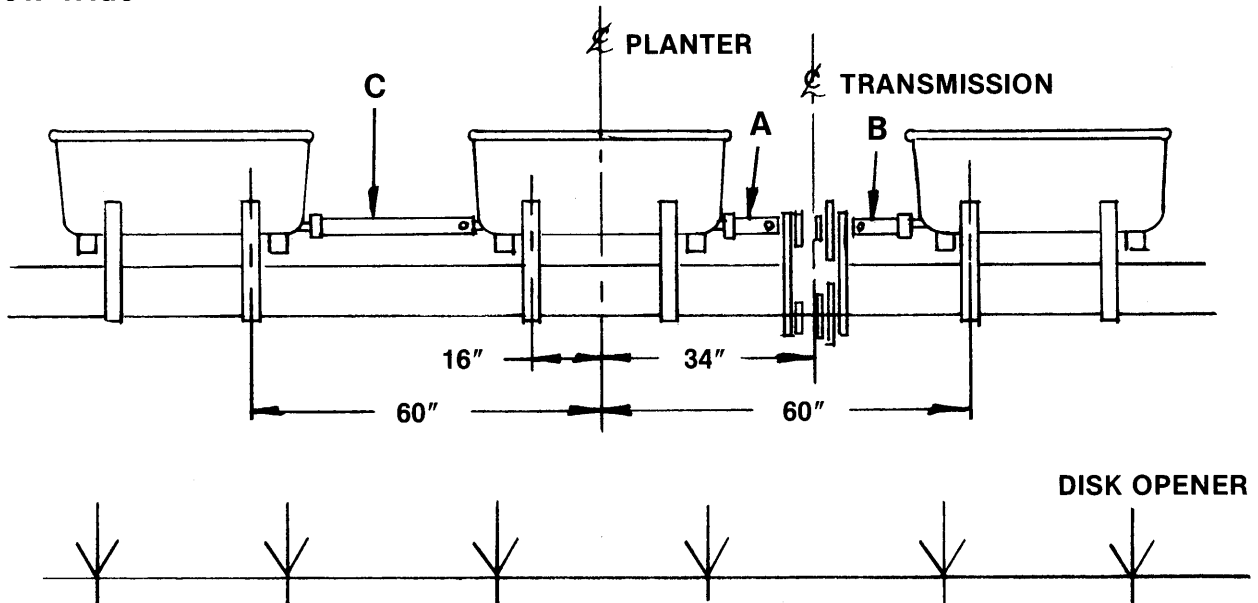 ℄ PLANTER
℄ TRANSMISSION
C
A
B
16″
34″
60″
60″
DISK OPENER